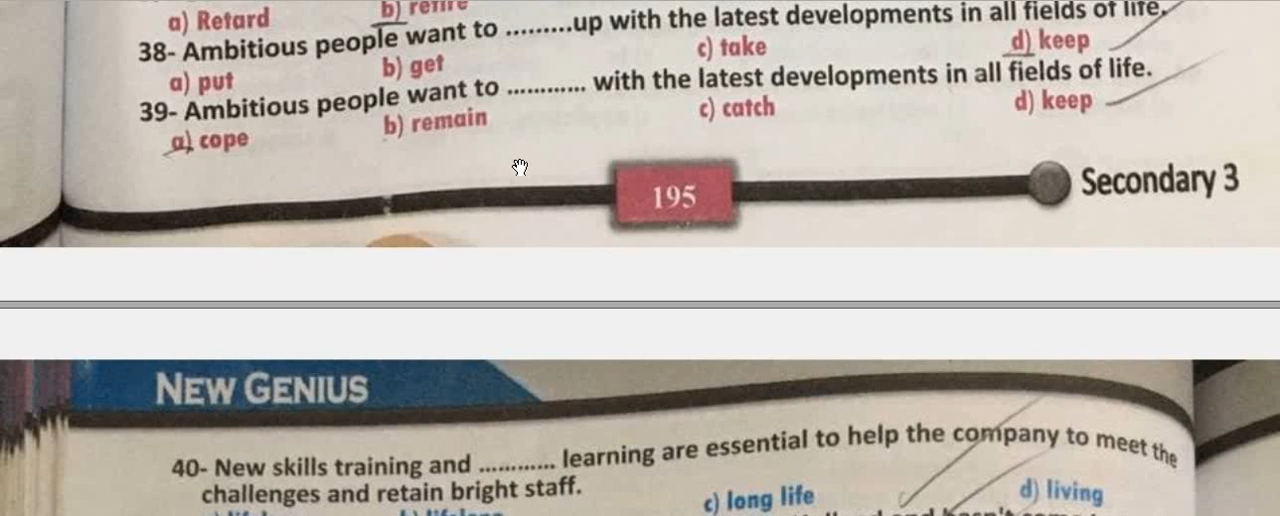 a) Retard b) retire
38- Ambitious people want to .........up with the latest developments in all fields of life.
a) put b) get c) take d) keep
39- Ambitious people want to ............ with the latest developments in all fields of life.
a) cope b) remain c) catch d) keep
195
Secondary 3
NEW GENIUS
40- New skills training and ............ learning are essential to help the company to meet the
challenges and retain bright staff.
c) long life d) living